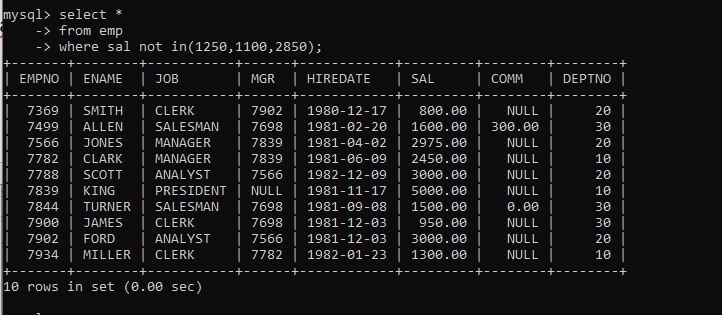 mysql> select *
    -> from emp
    -> where sal not in(1250,1100,2850);
+-------+--------+-----------+------+------------+---------+--------+--------+
| EMPNO | ENAME  | JOB       | MGR  | HIREDATE   | SAL     | COMM   | DEPTNO |
+-------+--------+-----------+------+------------+---------+--------+--------+
|  7369 | SMITH  | CLERK     | 7902 | 1980-12-17 |  800.00 |   NULL |     20 |
|  7499 | ALLEN  | SALESMAN  | 7698 | 1981-02-20 | 1600.00 | 300.00 |     30 |
|  7566 | JONES  | MANAGER   | 7839 | 1981-04-02 | 2975.00 |   NULL |     20 |
|  7782 | CLARK  | MANAGER   | 7839 | 1981-06-09 | 2450.00 |   NULL |     10 |
|  7788 | SCOTT  | ANALYST   | 7566 | 1982-12-09 | 3000.00 |   NULL |     20 |
|  7839 | KING   | PRESIDENT | NULL | 1981-11-17 | 5000.00 |   NULL |     10 |
|  7844 | TURNER | SALESMAN  | 7698 | 1981-09-08 | 1500.00 |   0.00 |     30 |
|  7900 | JAMES  | CLERK     | 7698 | 1981-12-03 |  950.00 |   NULL |     30 |
|  7902 | FORD   | ANALYST   | 7566 | 1981-12-03 | 3000.00 |   NULL |     20 |
|  7934 | MILLER | CLERK     | 7782 | 1982-01-23 | 1300.00 |   NULL |     10 |
+-------+--------+-----------+------+------------+---------+--------+--------+
10 rows in set (0.00 sec)